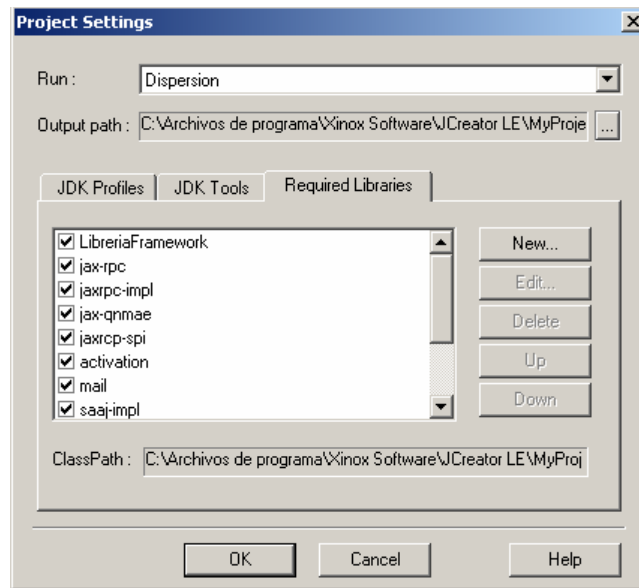 Project Settings
Run : Dispersion
Output path : C:\Archivos de programa\Xinox Software\JCreator LE\MyProje ...
JDK Profiles JDK Tools Required Libraries
LibreriaFramework
jax-rpc
jaxrpc-impl
jax-qnmae
jaxrcp-spi
activation
mail
saaj-impl
New...
Edit...
Delete
Up
Down
ClassPath : C:\Archivos de programa\Xinox Software\JCreator LE\MyProj
OK Cancel Help